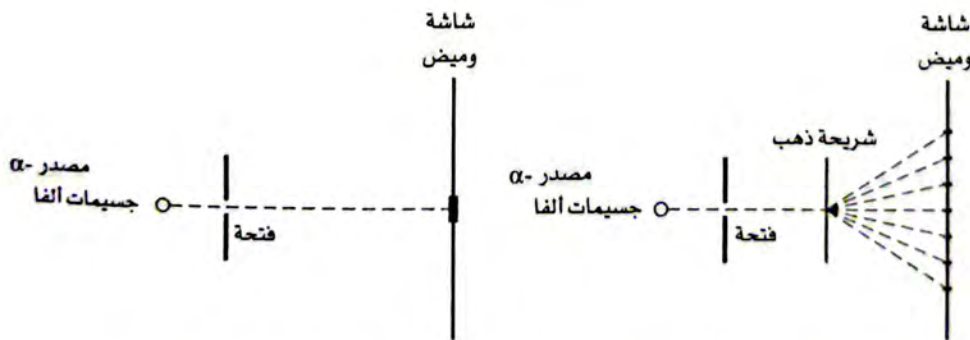 شاشة
وميض
مصدر -α
جسيمات ألفا
فتحة
شاشة
وميض
شريحة ذهب
مصدر -α
جسيمات ألفا
فتحة